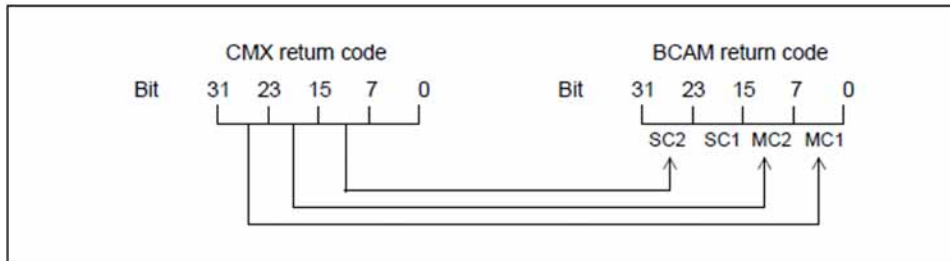 CMX return code BCAM return code
Bit 31 23 15 7 0 Bit 31 23 15 7 0
SC2 SC1 MC2 MC1